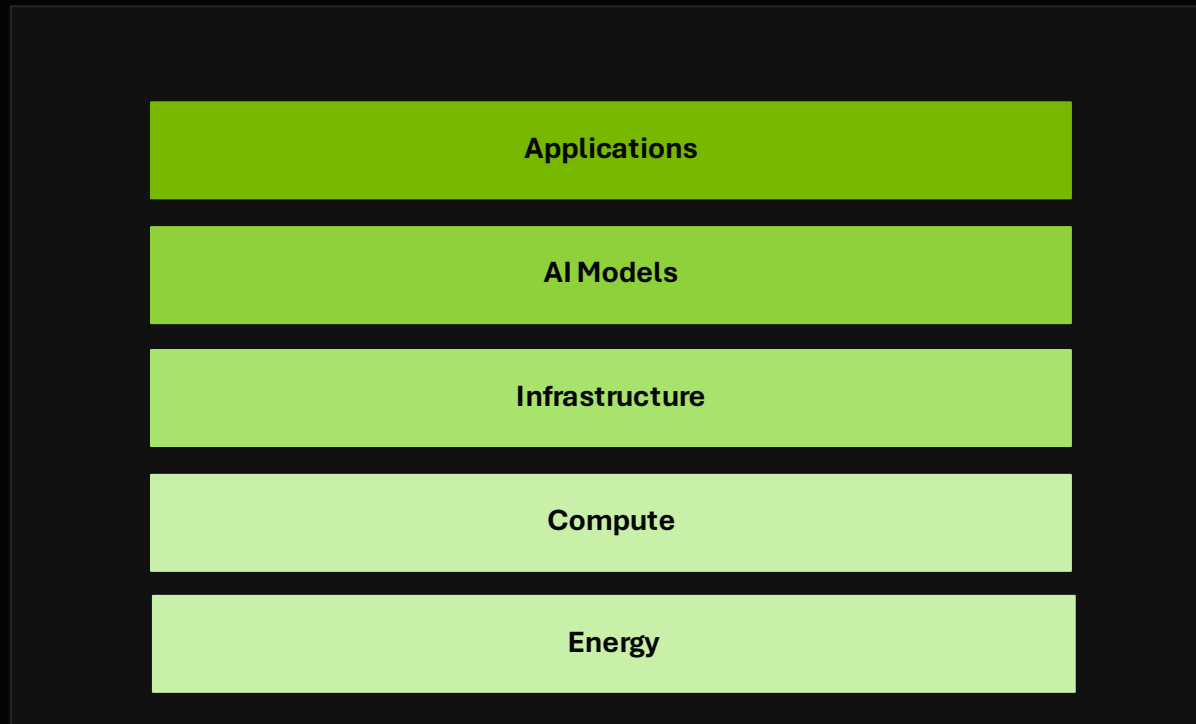 Applications
AI Models
Infrastructure
Compute
Energy